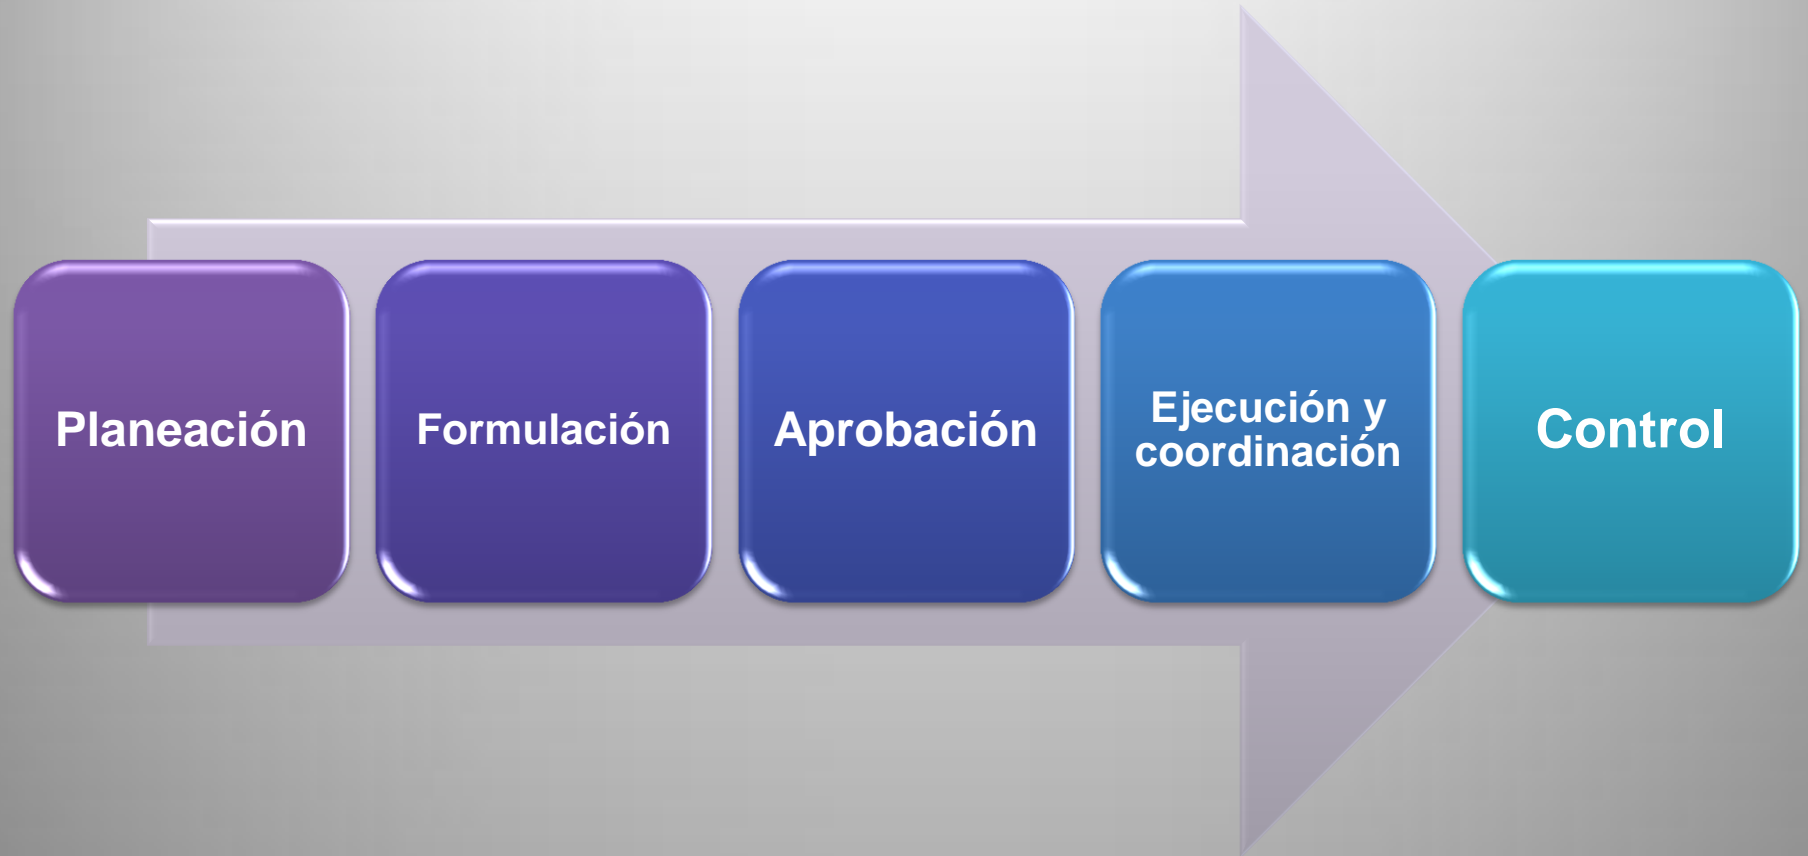 Planeación
Formulación
Aprobación
Ejecución y
coordinación
Control